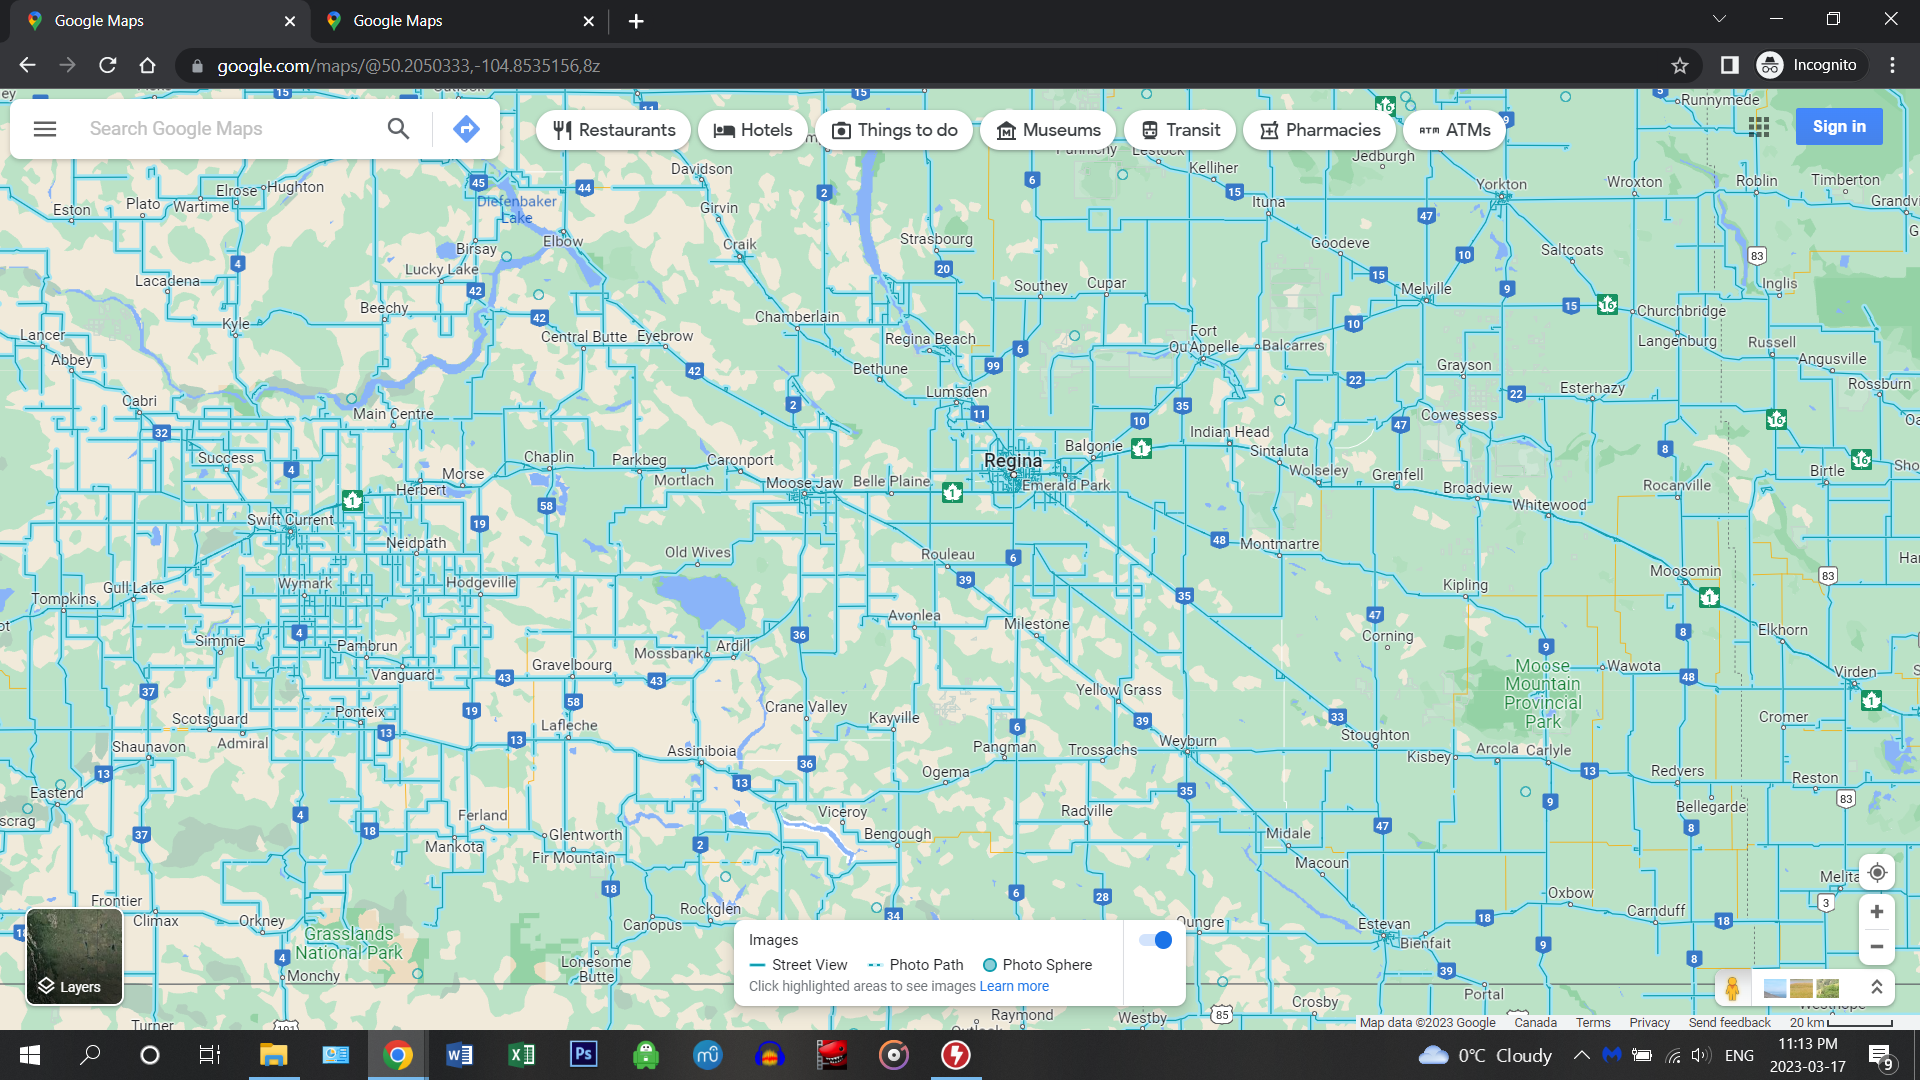 Google Maps
Google Maps
google.com/maps/@50.2050333,-104.8535156,8z
Incognito
Search Google Maps
Restaurants
Hotels
Things to do
Museums
Transit
Pharmacies
ATM ATMs
Sign in
Runnymede
Jedburgh
Lestock
Kelliher
Davidson
Yorkton
Wroxton
Roblin
Timberton
Elrose
Hughton
Eston
Plato
Wartime
Girvin
Ituna
Diefenbaker
Lake
Elbow
Birsay
Craik
Strasbourg
Goodeve
Saltcoats
Lucky Lake
Lacadena
Beechy
Southey
Cupar
Melville
Inglis
Chamberlain
Churchbridge
Kyle
Lancer
Abbey
Central Butte
Eyebrow
Regina Beach
Fort
Qu'Appelle
Balcarres
Langenburg
Russell
Angusville
Bethune
Grayson
Esterhazy
Rossburn
Cabri
Main Centre
Lumsden
Cowessess
Indian Head
Balgonie
Sintaluta
Success
Chaplin
Parkbeg
Caronport
Regina
Wolseley
Grenfell
Birtle
Morse
Herbert
Mortlach
Moose Jaw
Belle Plaine
Emerald Park
Broadview
Rocanville
Whitewood
Swift Current
Neidpath
Old Wives
Rouleau
Montmartre
Moosomin
Gull Lake
Wymark
Hodgeville
Kipling
Tompkins
Avonlea
Milestone
Corning
Elkhorn
Simmie
Pambrun
Mossbank
Ardill
Vanguard
Gravelbourg
Moose
Mountain
Provincial
Park
Wawota
Virden
Yellow Grass
Scotsguard
Ponteix
Crane Valley
Kayville
Cromer
Admiral
Lafleche
Shaunavon
Assiniboia
Pangman
Trossachs
Weyburn
Stoughton
Kisbey
Arcola
Carlyle
Ogema
Redvers
Reston
Eastend
Viceroy
Radville
Bellegarde
Ferland
Glentworth
Bengough
Midale
Mankota
Fir Mountain
Macoun
Melita
Frontier
Climax
Orkney
Rockglen
Canopus
Oxbow
Carnduff
Estevan
Bienfait
Grasslands
National Park
Monchy
Lonesome
Butte
Portal
Crosby
Turner
Raymond
Westby
Layers
Images
Street View
Photo Path
Photo Sphere
Click highlighted areas to see images Learn more
Map data ©2023 Google
Canada
Terms
Privacy
Send feedback
20 km
0°C Cloudy
ENG
11:13 PM
2023-03-17
9